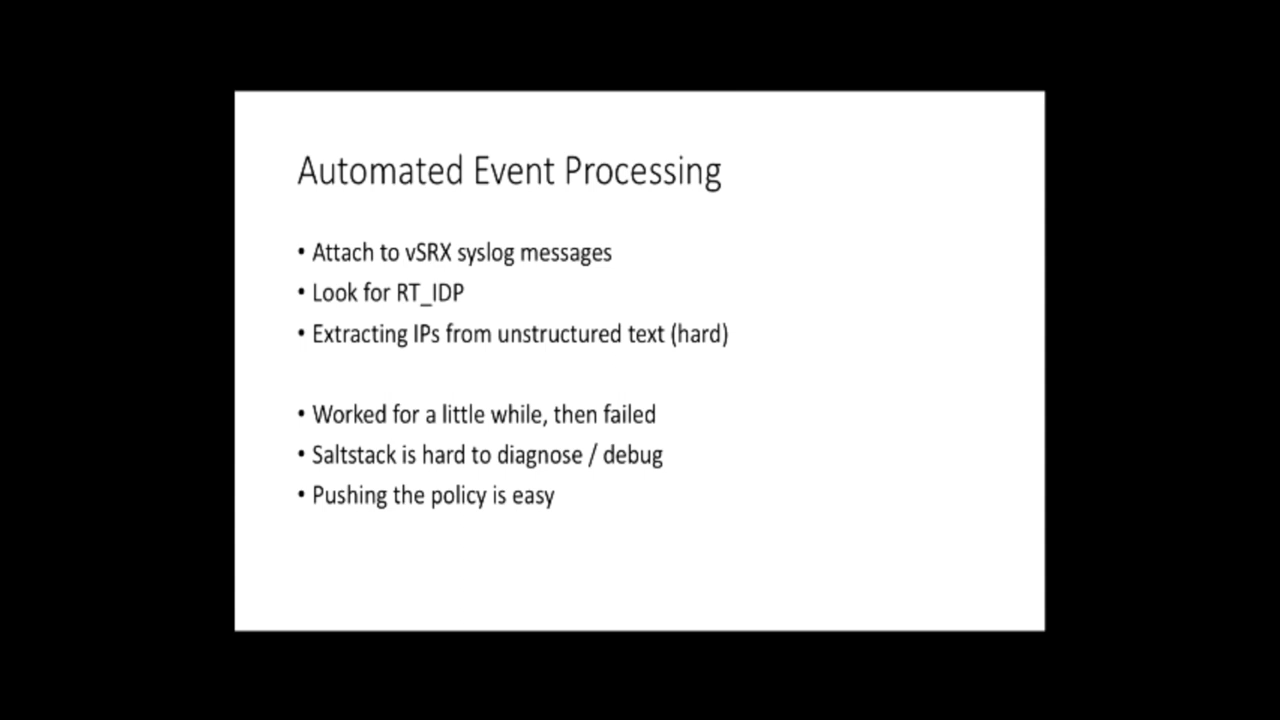 Automated Event Processing
• Attach to vSRX syslog messages
• Look for RT_IDP
• Extracting IPs from unstructured text (hard)
• Worked for a little while, then failed
• Saltstack is hard to diagnose / debug
• Pushing the policy is easy